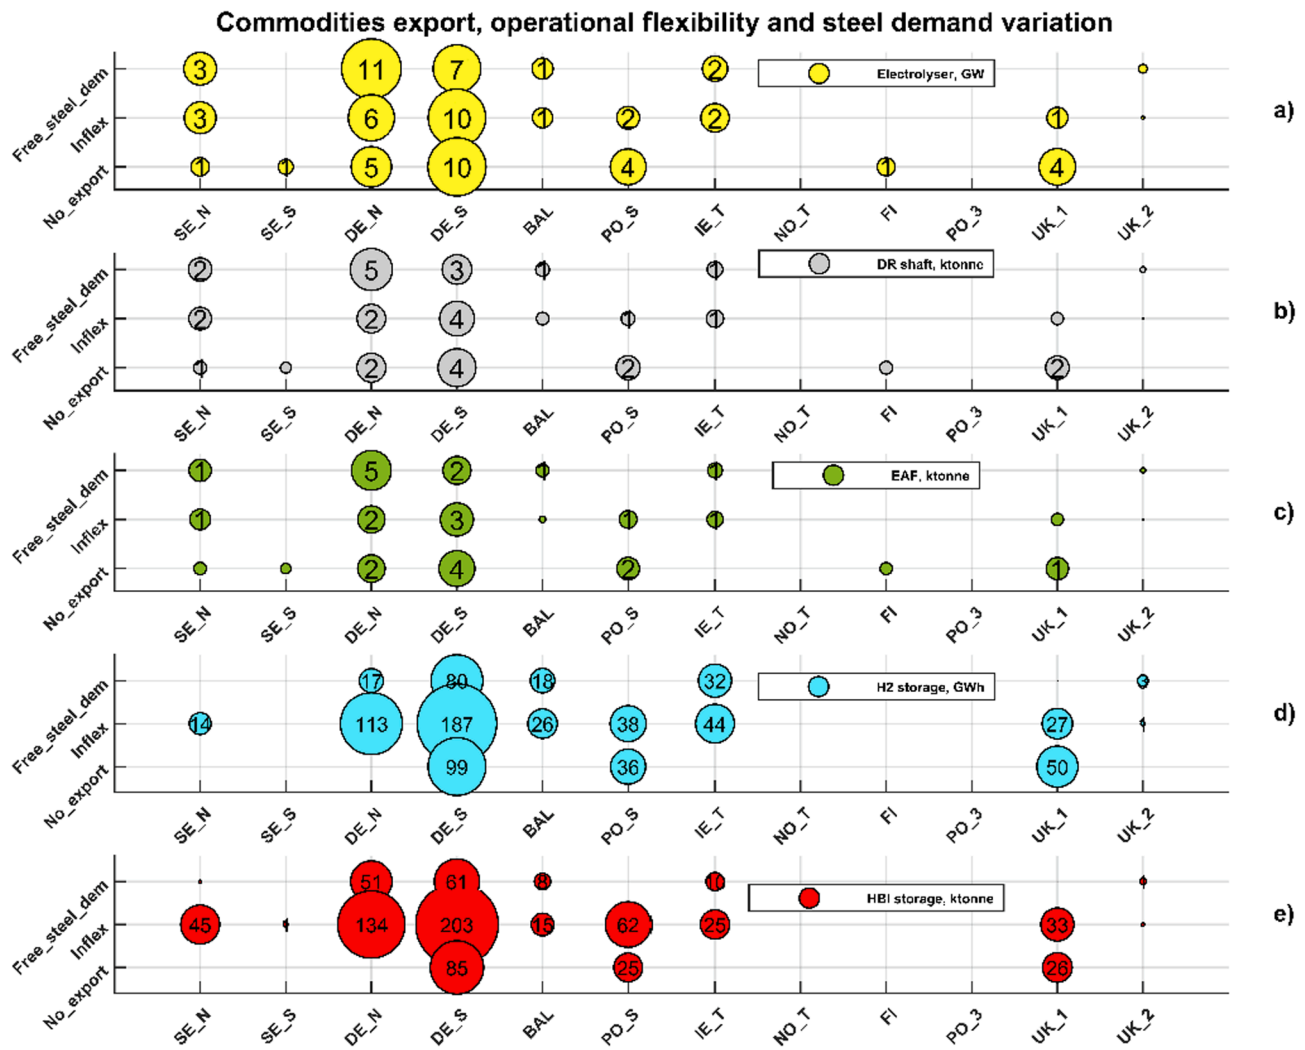 Commodities export, operational flexibility and steel demand variation
Free_steel_dem 3 11 7 1 2
Electrolyser, GW
Inflex 3 6 10 1 2 2 1
a)
No_export 1 1 5 10 4 1 4
SE_N SE_S DE_N DE_S BAL PO_S IE_T NO_T FI PO_3 UK_1 UK_2
Free_steel_dem 2 5 3 1 1
DR shaft, ktonne
Inflex 2 2 4 1 1
b)
No_export 1 2 4 2 2
SE_N SE_S DE_N DE_S BAL PO_S IE_T NO_T FI PO_3 UK_1 UK_2
Free_steel_dem 1 5 2 1 1
EAF, ktonne
Inflex 1 2 3 1 1
c)
No_export 2 4 2 1
SE_N SE_S DE_N DE_S BAL PO_S IE_T NO_T FI PO_3 UK_1 UK_2
Free_steel_dem 17 80 18 32 3
H2 storage, GWh
Inflex 14 113 187 26 38 44 27
d)
No_export 99 36 50
SE_N SE_S DE_N DE_S BAL PO_S IE_T NO_T FI PO_3 UK_1 UK_2
Free_steel_dem 51 61 8 10
HBI storage, ktonne
Inflex 45 134 203 15 62 25 33
e)
No_export 85 25 26
SE_N SE_S DE_N DE_S BAL PO_S IE_T NO_T FI PO_3 UK_1 UK_2